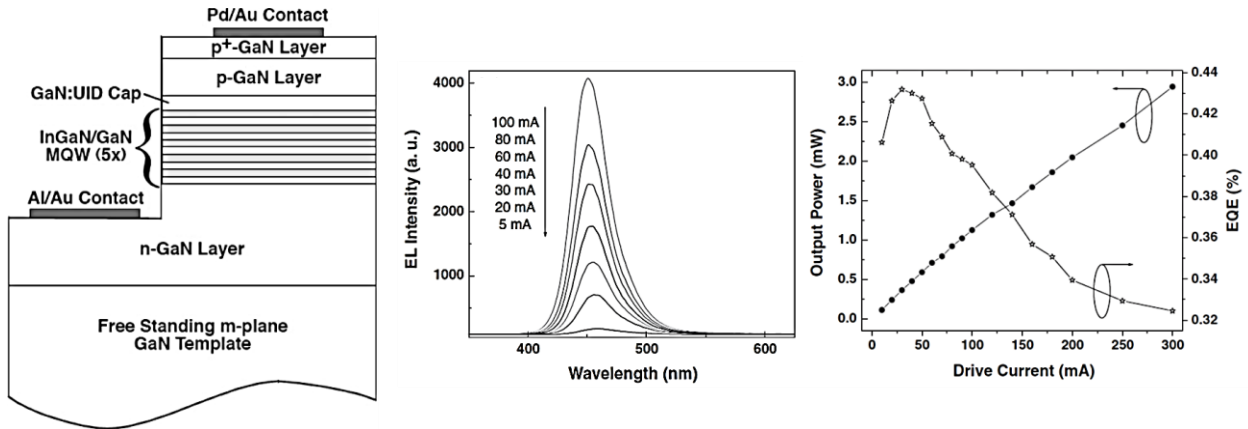 Pd/Au Contact
p+-GaN Layer
p-GaN Layer
GaN:UID Cap
InGaN/GaN
MQW (5x)
Al/Au Contact
n-GaN Layer
Free Standing m-plane
GaN Template
4000
3000
2000
1000
EL Intensity (a. u.)
100 mA
80 mA
60 mA
40 mA
30 mA
20 mA
5 mA
400
500
600
Wavelength (nm)
3.0
2.5
2.0
1.5
1.0
0.5
0.0
Output Power (mW)
0.44
0.42
0.40
0.38
0.36
0.34
0.32
EQE (%)
0
50
100
150
200
250
300
Drive Current (mA)